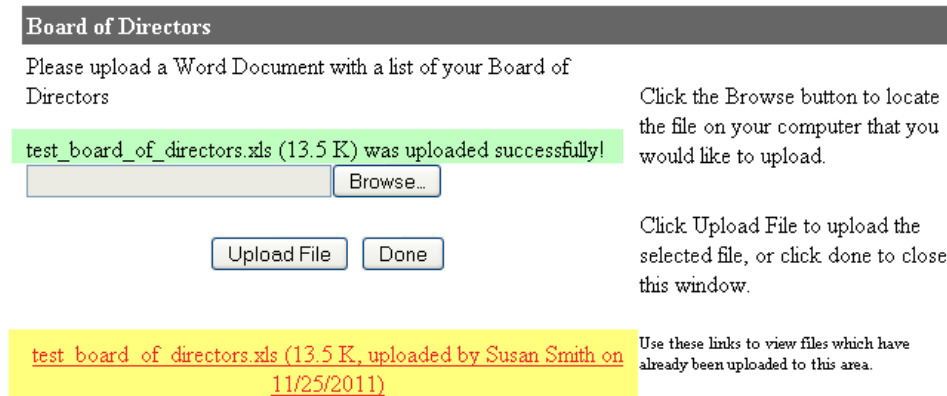 Board of Directors
Please upload a Word Document with a list of your Board of
Directors
test_board_of_directors.xls (13.5 K) was uploaded successfully!
Browse...
Upload File
Done
test_board_of_directors.xls (13.5 K, uploaded by Susan Smith on
11/25/2011)
Click the Browse button to locate
the file on your computer that you
would like to upload.
Click Upload File to upload the
selected file, or click done to close
this window.
Use these links to view files which have
already been uploaded to this area.